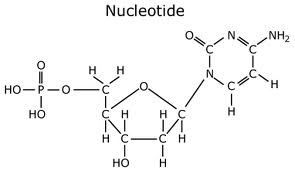 Nucleotide
O N NH₂
C C
H H
O O N C
HO P O C C C H
HO C H H C H
H C C H H
HO H